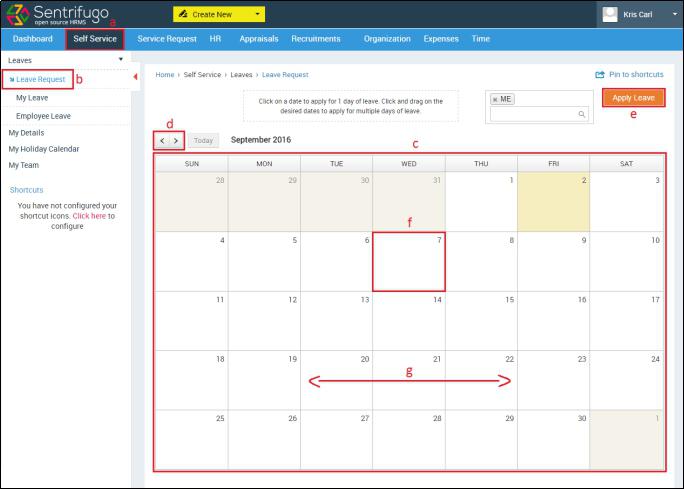 Sentrifugo
open source HRMS
a
Create New
Kris Carl
Dashboard Self Service Service Request HR Appraisals Recruitments Organization Expenses Time
Leaves
Leave Request b
My Leave
Employee Leave
My Details
My Holiday Calendar
My Team
Shortcuts
You have not configured your
shortcut icons. Click here to
configure
Home › Self Service › Leaves › Leave Request
Pin to shortcuts
Click on a date to apply for 1 day of leave. Click and drag on the
desired dates to apply for multiple days of leave.
× ME
Apply Leave
e
d
< > Today September 2016
c
SUN MON TUE WED THU FRI SAT
28 29 30 31 1 2 3
f
4 5 6 7 8 9 10
11 12 13 14 15 16 17
18 19 20 21 22 23 24
g
25 26 27 28 29 30 1